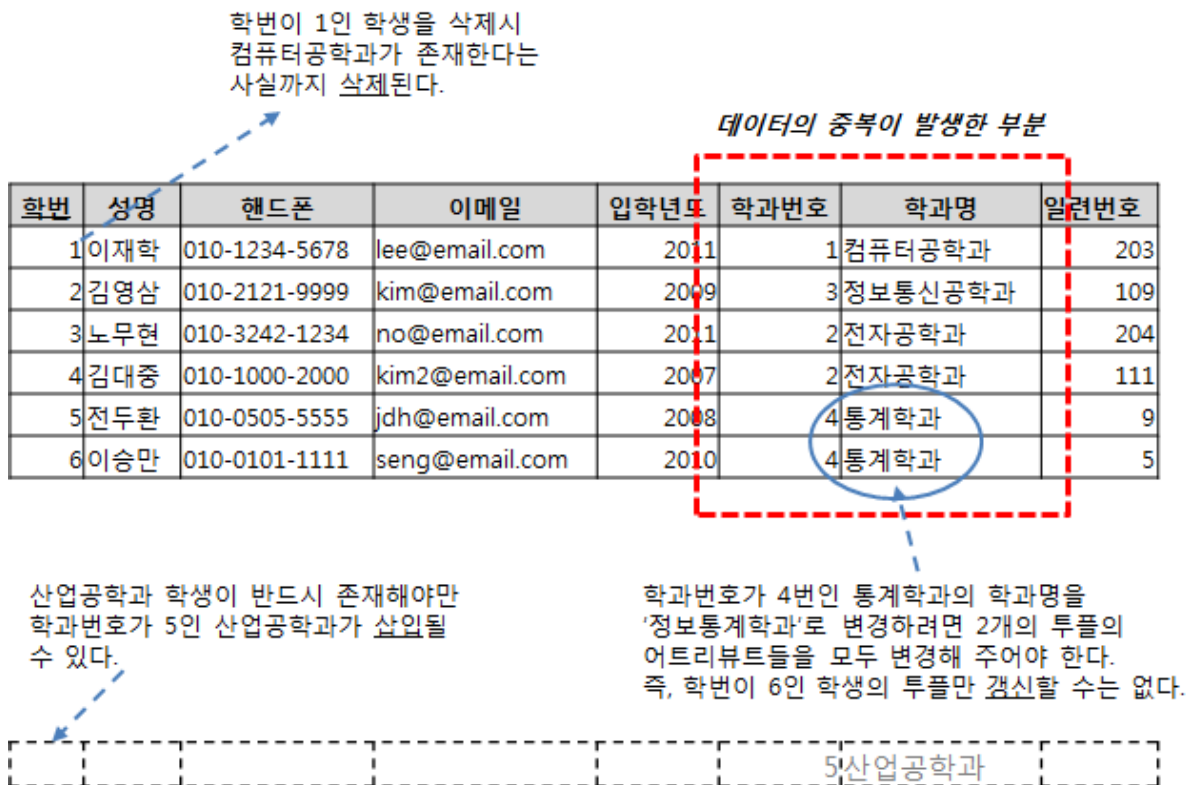 학번이 1인 학생을 삭제시
컴퓨터공학과가 존재한다는
사실까지 삭제된다.
데이터의 중복이 발생한 부분
학번 성명 핸드폰 이메일 입학년도 학과번호 학과명 일련번호
1 이재학 010-1234-5678 lee@email.com 2011 1 컴퓨터공학과 203
2 김영삼 010-2121-9999 kim@email.com 2009 3 정보통신공학과 109
3 노무현 010-3242-1234 no@email.com 2011 2 전자공학과 204
4 김대중 010-1000-2000 kim2@email.com 2007 2 전자공학과 111
5 전두환 010-0505-5555 jdh@email.com 2008 4 통계학과 9
6 이승만 010-0101-1111 seng@email.com 2010 4 통계학과 5
산업공학과 학생이 반드시 존재해야만
학과번호가 5인 산업공학과가 삽입될
수 있다.
학과번호가 4번인 통계학과의 학과명을
'정보통계학과'로 변경하려면 2개의 투플의
어트리뷰트들을 모두 변경해 주어야 한다.
즉, 학번이 6인 학생의 투플만 갱신할 수는 없다.
5 산업공학과